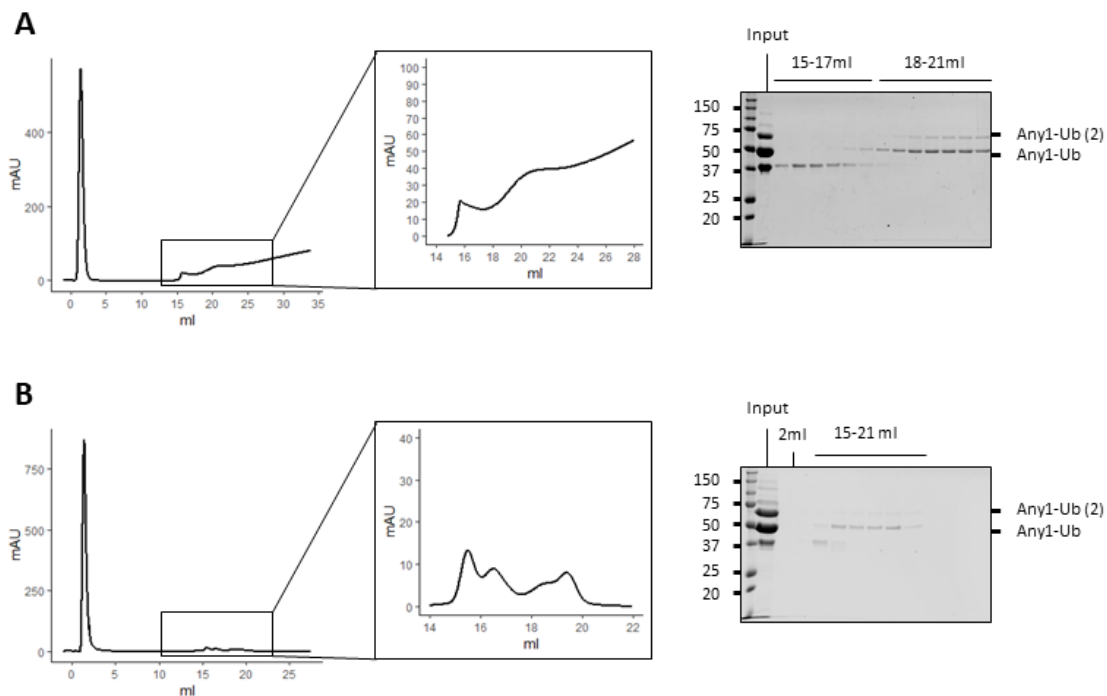 A
mAU
400
200
0
0 5 10 15 20 25 30 35
ml
mAU
100
90
80
70
60
50
40
30
20
10
0
14 16 18 20 22 24 26 28
ml
Input
15-17ml 18-21ml
150
75
50
37
25
20
Any1-Ub (2)
Any1-Ub
B
mAU
750
500
250
0
0 5 10 15 20 25
ml
mAU
40
30
20
10
0
14 16 18 20 22
ml
Input
2ml 15-21 ml
150
75
50
37
25
20
Any1-Ub (2)
Any1-Ub